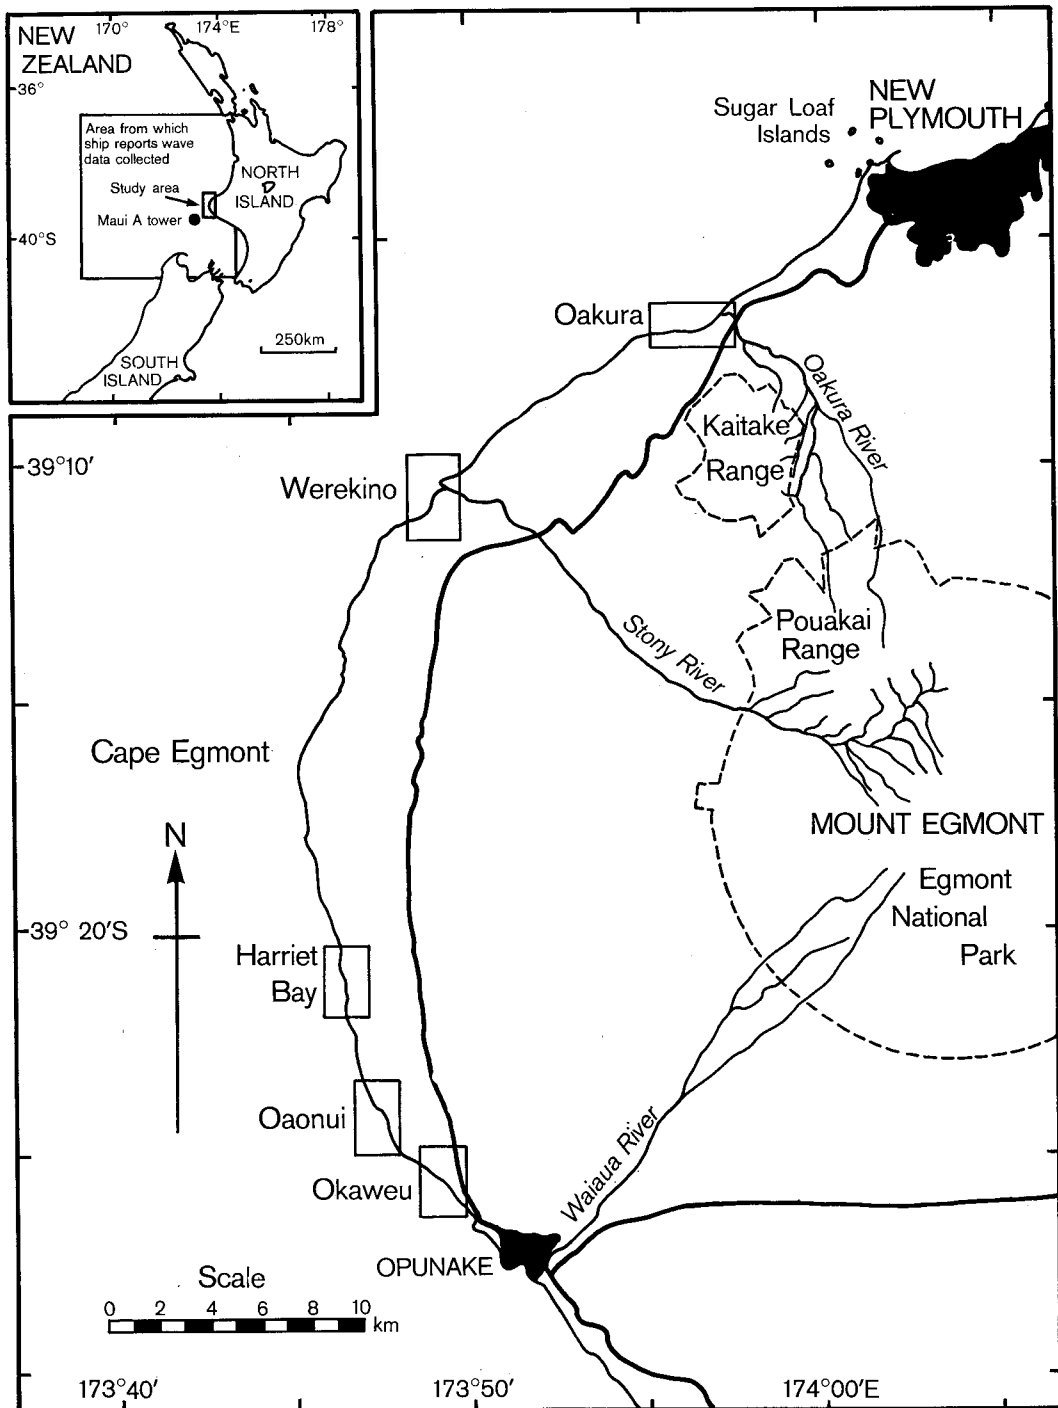 170°
174°E
178°
NEW
ZEALAND
36°
Area from which
ship reports wave
data collected
Study area
Maui A tower
NORTH
ISLAND
40°S
250km
SOUTH
ISLAND
NEW
PLYMOUTH
Sugar Loaf
Islands
Oakura
Oakura River
Kaitake
Range
39°10′
Werekino
Stony River
Pouakai
Range
Cape Egmont
MOUNT EGMONT
N
Egmont
National
Park
39° 20′S
Harriet
Bay
Oaonui
Waiaua River
Okaweu
OPUNAKE
Scale
0 2 4 6 8 10
km
173°40′
173°50′
174°00′E